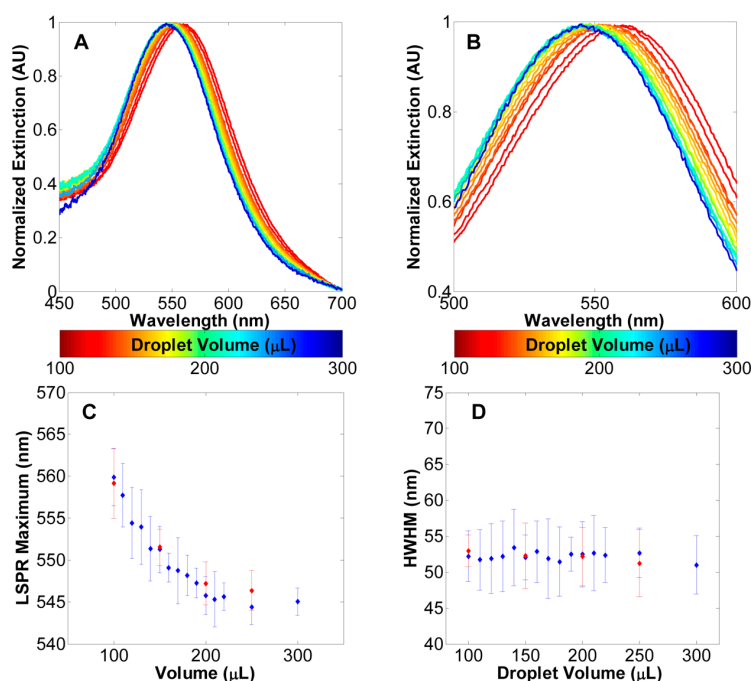 A
B
Normalized Extinction (AU)
1
0.8
0.6
0.4
0.2
0
450 500 550 600 650 700
Wavelength (nm)
Normalized Extinction (AU)
1
0.8
0.6
0.4
500 550 600
Wavelength (nm)
Droplet Volume (μL)
100 200 300
Droplet Volume (μL)
100 200 300
C
LSPR Maximum (nm)
570
565
560
555
550
545
540
100 150 200 250 300
Volume (μL)
D
HWHM (nm)
75
70
65
60
55
50
45
40
100 150 200 250 300
Droplet Volume (μL)